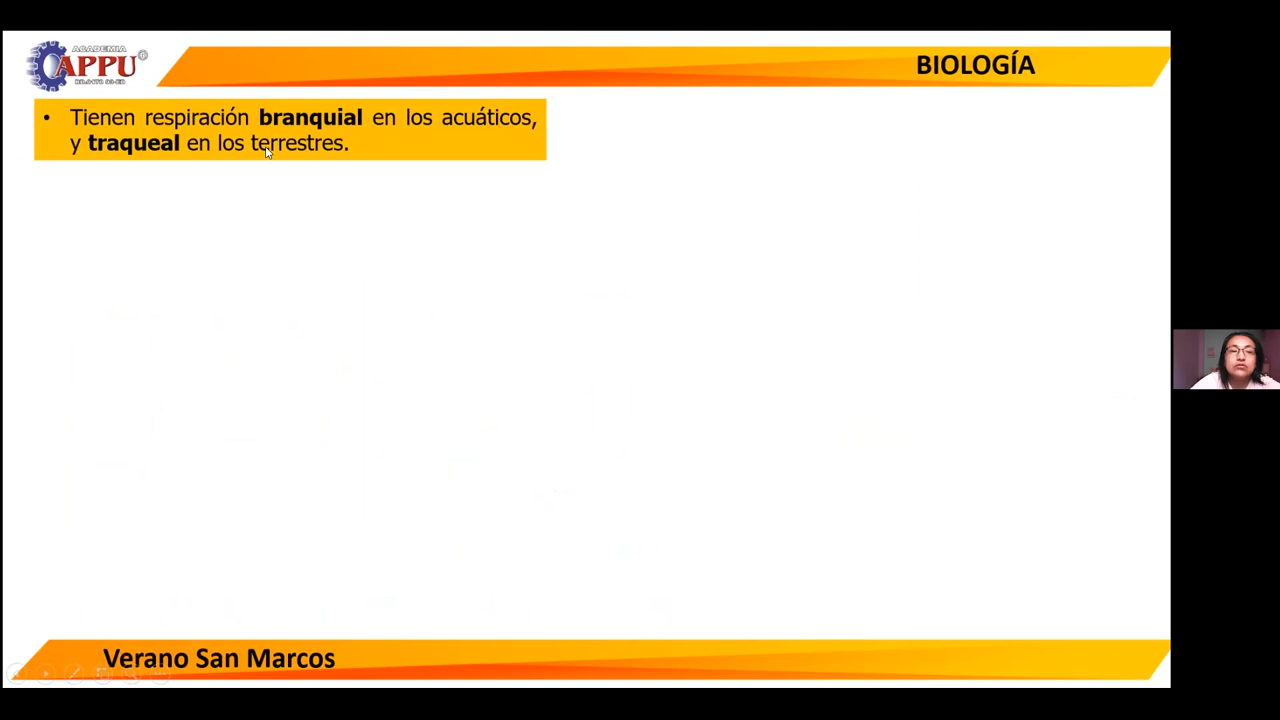 ACADEMIA
APPU
BIOLOGÍA
• Tienen respiración branquial en los acuáticos,
y traqueal en los terrestres.
Verano San Marcos